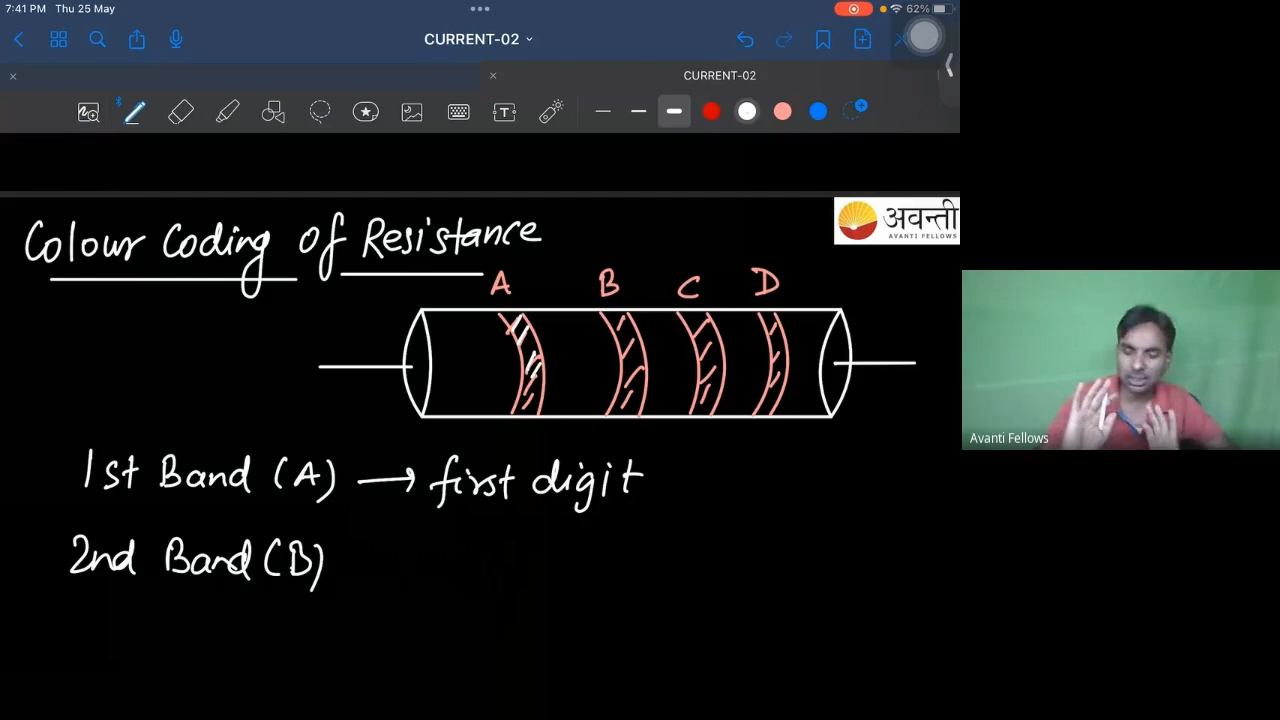 7:41 PM Thu 25 May
62%
CURRENT-02
CURRENT-02
T
Colour Coding of Resistance
अवन्ती
AVANTI FELLOWS
A B C D
1st Band (A) → first digit
2nd Band (B)
Avanti Fellows